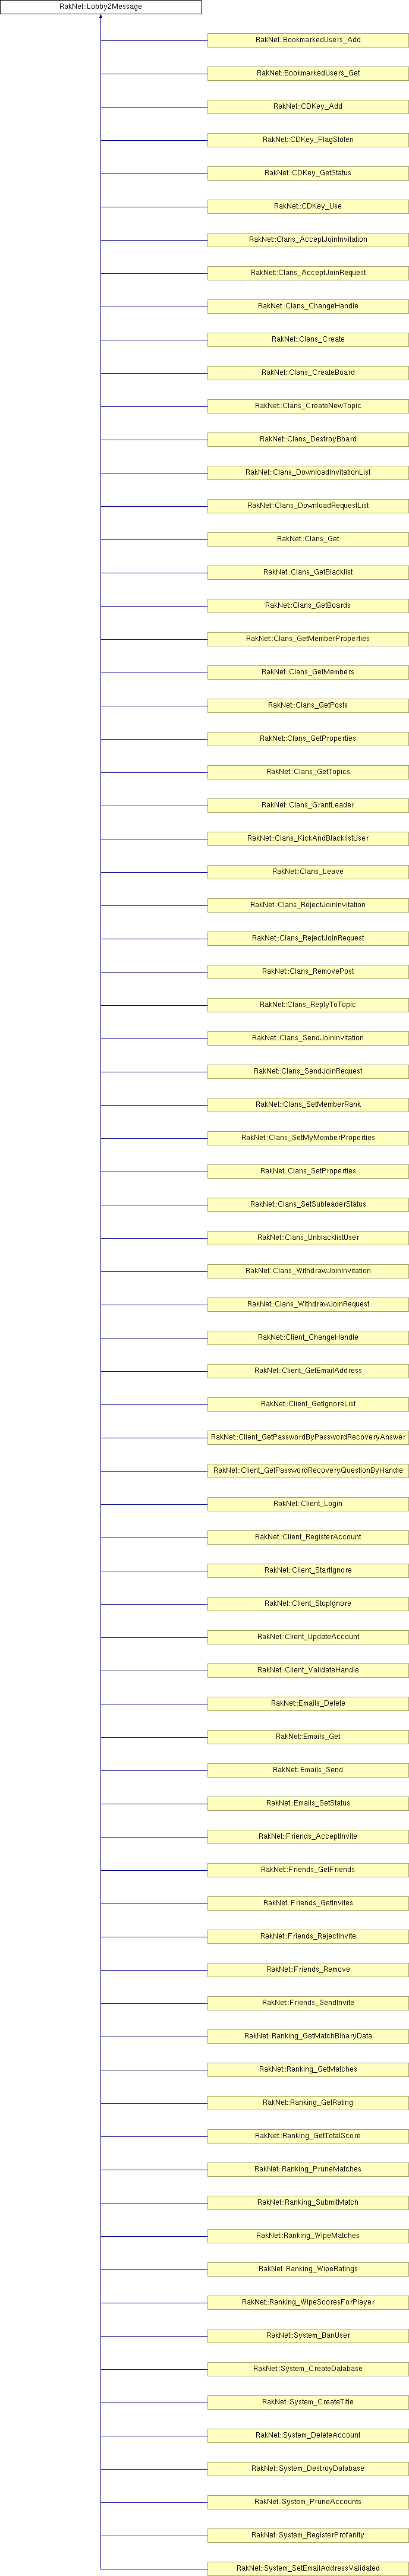 RakNet::Lobby2Message
RakNet::BookmarkedUsers_Add
RakNet::BookmarkedUsers_Get
RakNet::CDKey_Add
RakNet::CDKey_FlagStolen
RakNet::CDKey_GetStatus
RakNet::CDKey_Use
RakNet::Clans_AcceptJoinInvitation
RakNet::Clans_AcceptJoinRequest
RakNet::Clans_ChangeHandle
RakNet::Clans_Create
RakNet::Clans_CreateBoard
RakNet::Clans_CreateNewTopic
RakNet::Clans_DestroyBoard
RakNet::Clans_DownloadInvitationList
RakNet::Clans_DownloadRequestList
RakNet::Clans_Get
RakNet::Clans_GetBlacklist
RakNet::Clans_GetBoards
RakNet::Clans_GetMemberProperties
RakNet::Clans_GetMembers
RakNet::Clans_GetPosts
RakNet::Clans_GetProperties
RakNet::Clans_GetTopics
RakNet::Clans_GrantLeader
RakNet::Clans_KickAndBlacklistUser
RakNet::Clans_Leave
RakNet::Clans_RejectJoinInvitation
RakNet::Clans_RejectJoinRequest
RakNet::Clans_RemovePost
RakNet::Clans_ReplyToTopic
RakNet::Clans_SendJoinInvitation
RakNet::Clans_SendJoinRequest
RakNet::Clans_SetMemberRank
RakNet::Clans_SetMyMemberProperties
RakNet::Clans_SetProperties
RakNet::Clans_SetSubleaderStatus
RakNet::Clans_UnblacklistUser
RakNet::Clans_WithdrawJoinInvitation
RakNet::Clans_WithdrawJoinRequest
RakNet::Client_ChangeHandle
RakNet::Client_GetEmailAddress
RakNet::Client_GetIgnoreList
RakNet::Client_GetPasswordByPasswordRecoveryAnswer
RakNet::Client_GetPasswordRecoveryQuestionByHandle
RakNet::Client_Login
RakNet::Client_RegisterAccount
RakNet::Client_StartIgnore
RakNet::Client_StopIgnore
RakNet::Client_UpdateAccount
RakNet::Client_ValidateHandle
RakNet::Emails_Delete
RakNet::Emails_Get
RakNet::Emails_Send
RakNet::Emails_SetStatus
RakNet::Friends_AcceptInvite
RakNet::Friends_GetFriends
RakNet::Friends_GetInvites
RakNet::Friends_RejectInvite
RakNet::Friends_Remove
RakNet::Friends_SendInvite
RakNet::Ranking_GetMatchBinaryData
RakNet::Ranking_GetMatches
RakNet::Ranking_GetRating
RakNet::Ranking_GetTotalScore
RakNet::Ranking_PruneMatches
RakNet::Ranking_SubmitMatch
RakNet::Ranking_WipeMatches
RakNet::Ranking_WipeRatings
RakNet::Ranking_WipeScoresForPlayer
RakNet::System_BanUser
RakNet::System_CreateDatabase
RakNet::System_CreateTitle
RakNet::System_DeleteAccount
RakNet::System_DestroyDatabase
RakNet::System_PruneAccounts
RakNet::System_RegisterProfanity
RakNet::System_SetEmailAddressValidated